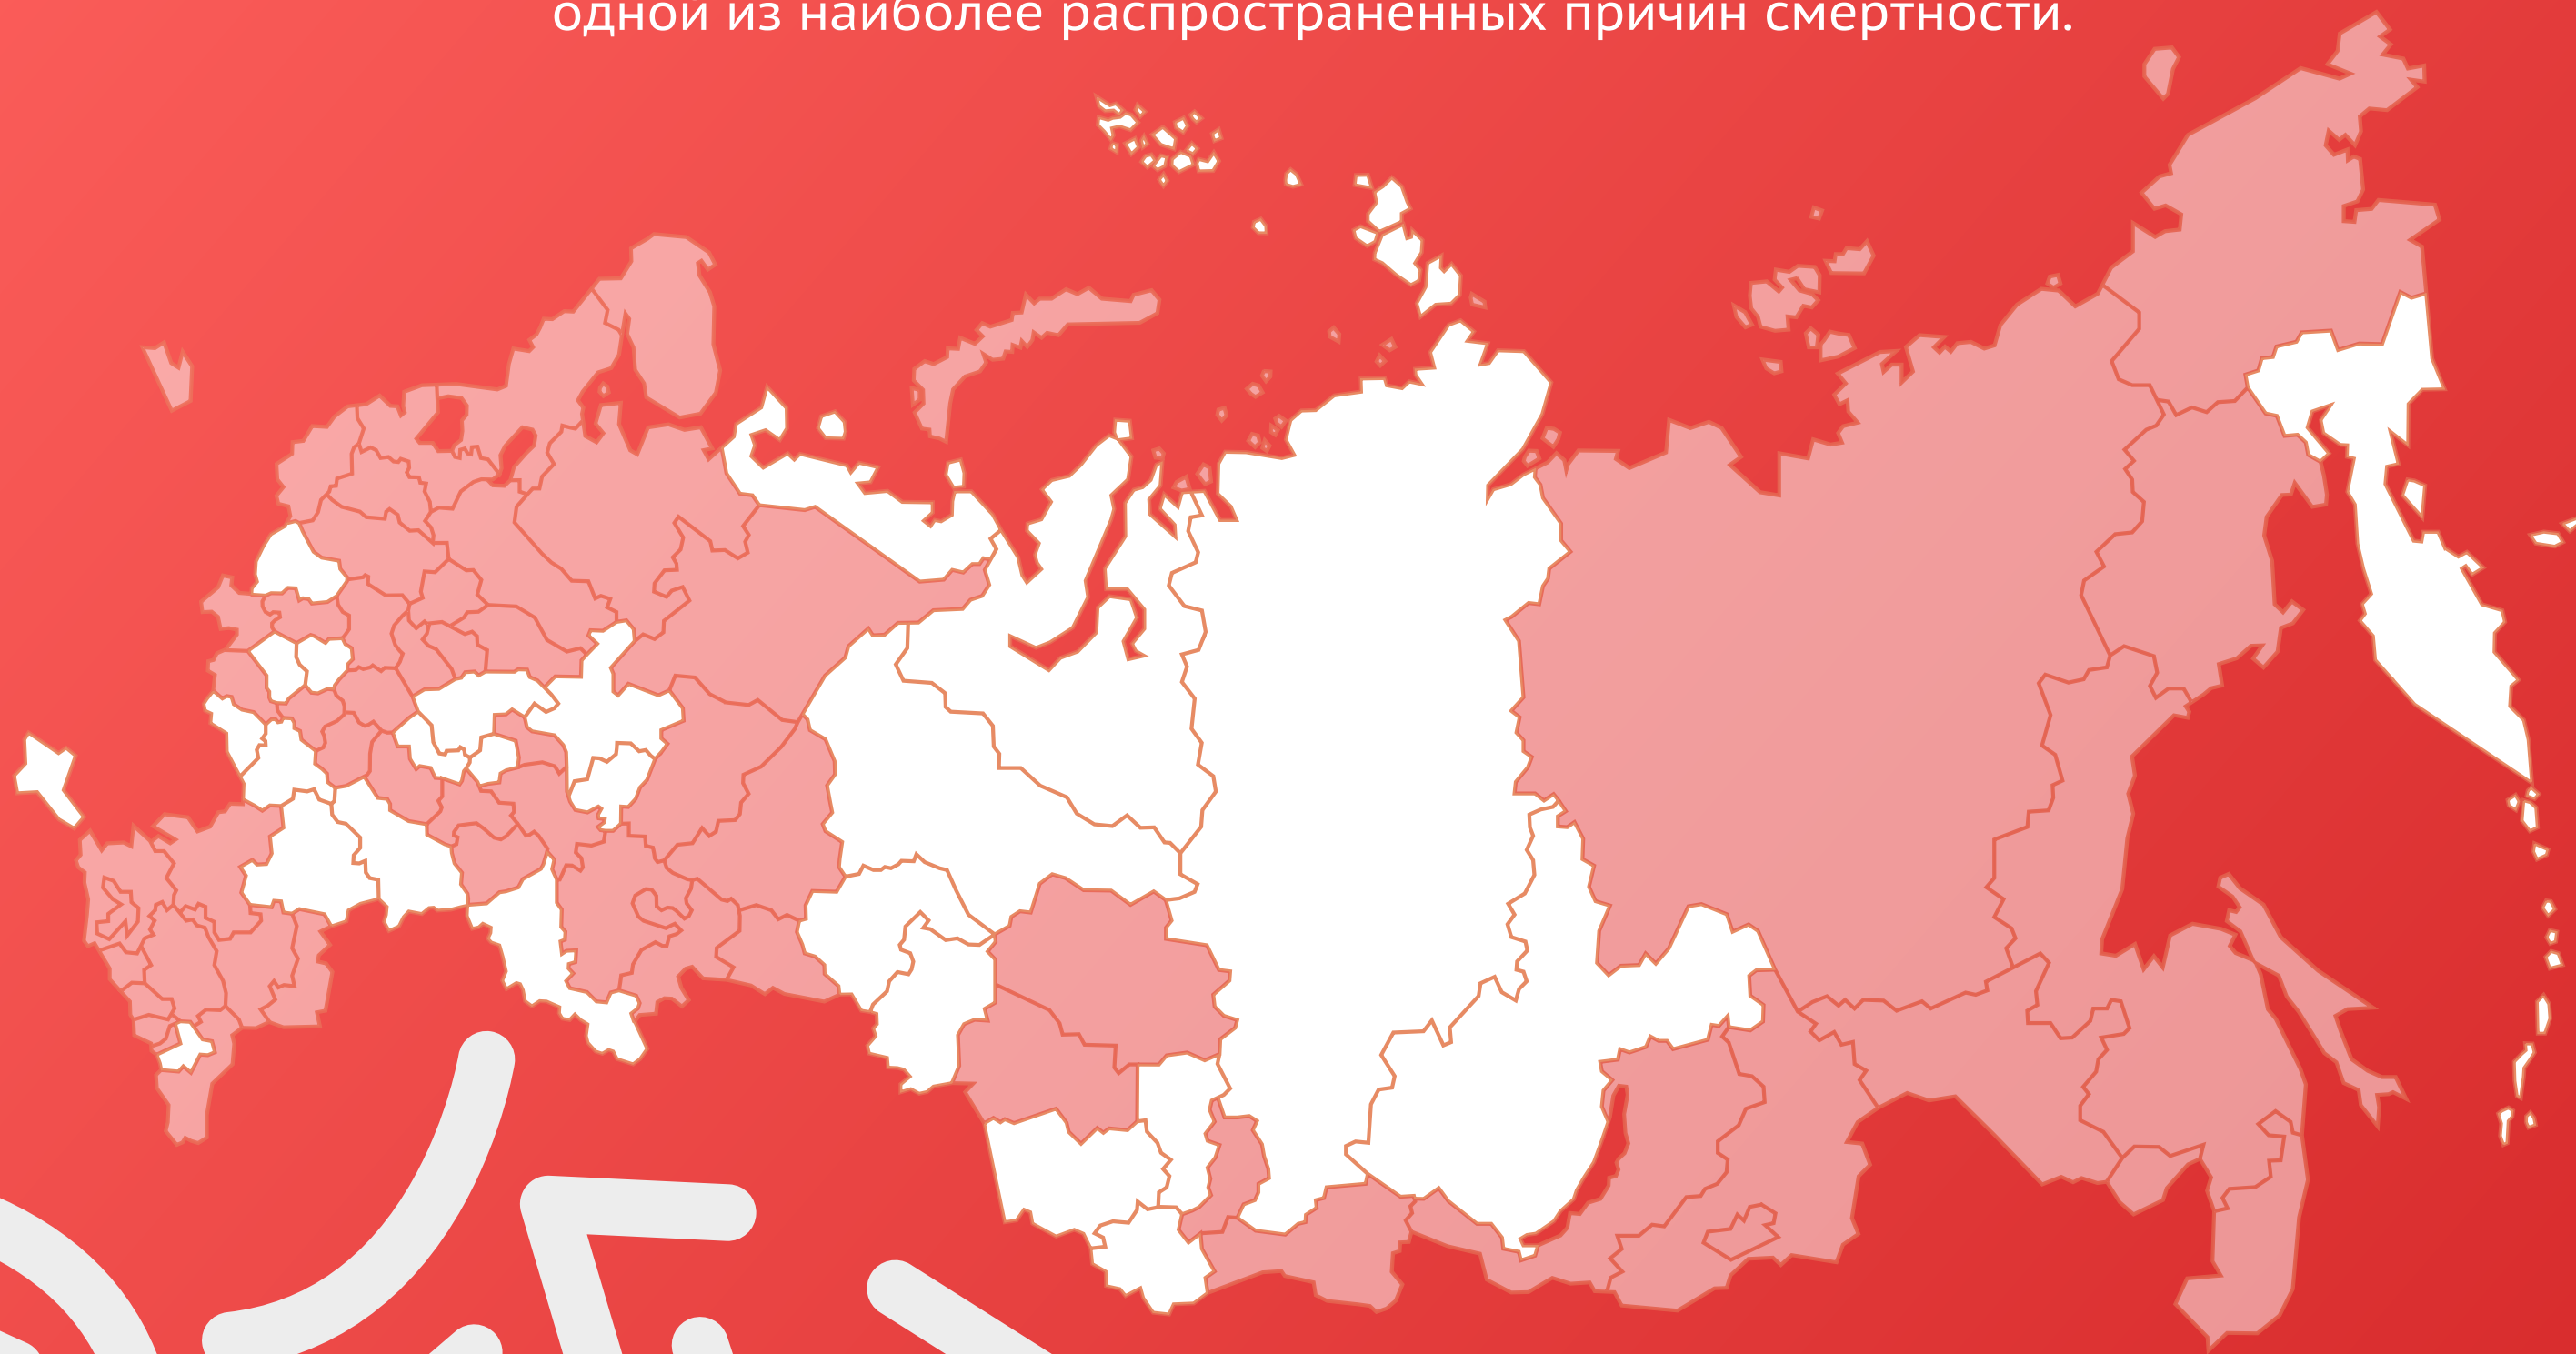 одной из наиболее распространенных причин смертности.